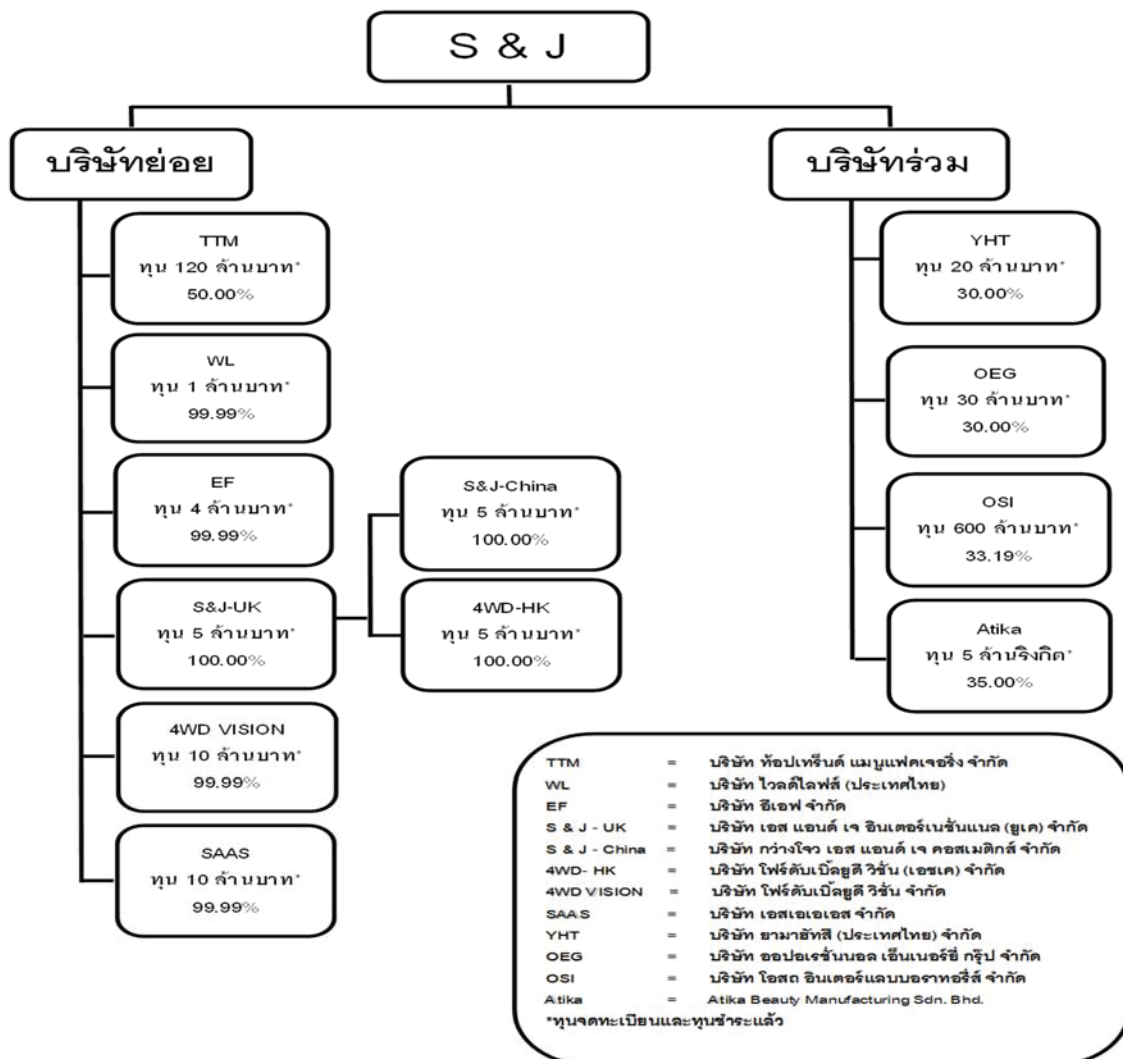 S & J
บริษัทย่อย
TTM
ทุน 120 ล้านบาท*
50.00%
WL
ทุน 1 ล้านบาท*
99.99%
EF
ทุน 4 ล้านบาท*
99.99%
S&J-UK
ทุน 5 ล้านบาท*
100.00%
S&J-China
ทุน 5 ล้านบาท*
100.00%
4WD-HK
ทุน 5 ล้านบาท*
100.00%
4WD VISION
ทุน 10 ล้านบาท*
99.99%
SAAS
ทุน 10 ล้านบาท*
99.99%
บริษัทร่วม
YHT
ทุน 20 ล้านบาท*
30.00%
OEG
ทุน 30 ล้านบาท*
30.00%
OSI
ทุน 600 ล้านบาท*
33.19%
Atika
ทุน 5 ล้านริงกิต*
35.00%
TTM = บริษัท ท้อปเทร็นด์ แมนูแฟคเจอริ่ง จำกัด
WL = บริษัท ไวลด์ไลฟส์ (ประเทศไทย)
EF = บริษัท อีเอฟ จำกัด
S & J - UK = บริษัท เอส แอนด์ เจ อินเตอร์เนชั่นแนล (ยูเค) จำกัด
S & J - China = บริษัท กว่างโจว เอส แอนด์ เจ คอสเมติกส์ จำกัด
4WD- HK = บริษัท โฟร์ดับเบิ้ลยูดี วิชั่น (เอชเค) จำกัด
4WD VISION = บริษัท โฟร์ดับเบิ้ลยูดี วิชั่น จำกัด
SAAS = บริษัท เอสเอเอเอส จำกัด
YHT = บริษัท ยามาฮัทสึ (ประเทศไทย) จำกัด
OEG = บริษัท ออปอเรชั่นนอล เอ็นเนอร์ยี่ กรุ๊ป จำกัด
OSI = บริษัท โอสถ อินเตอร์แลบบอราทอรี่ส์ จำกัด
Atika = Atika Beauty Manufacturing Sdn. Bhd.
*ทุนจดทะเบียนและทุนชำระแล้ว